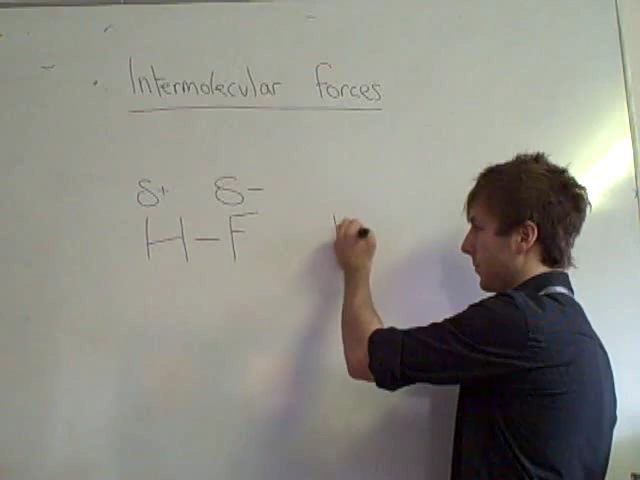 Intermolecular forces
δ+ δ-
H-F